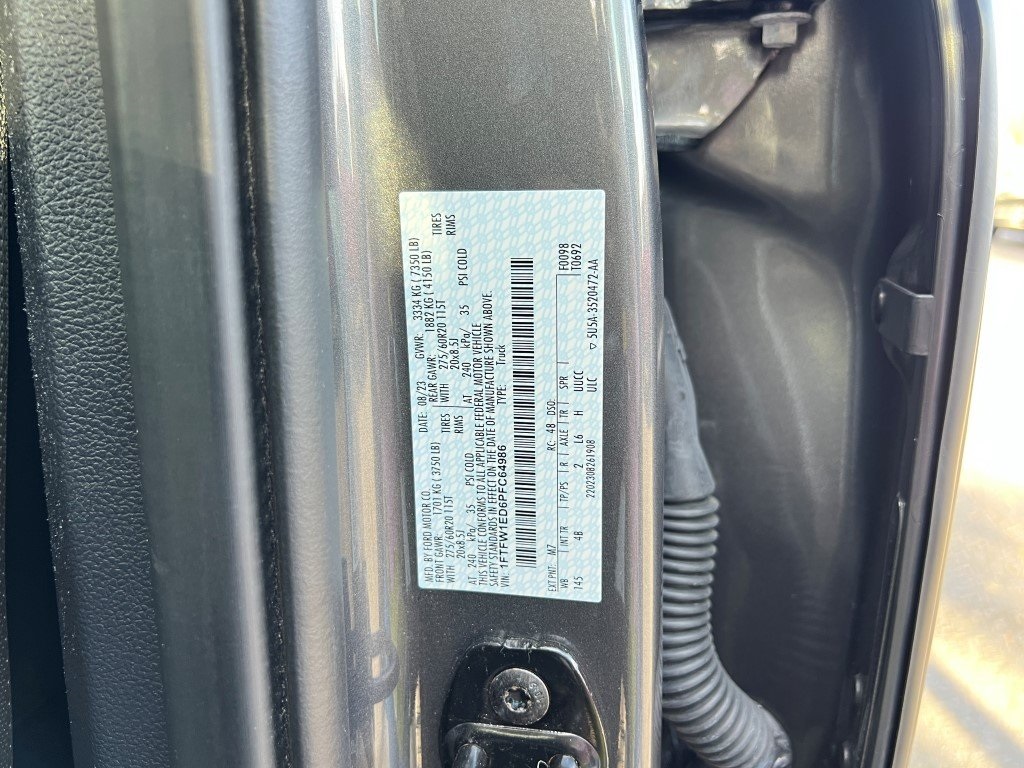 MFD. BY FORD MOTOR CO. DATE: 08/23 GVWR: 3334 KG (7350 LB)
FRONT GAWR: 1701 KG (3750 LB) REAR GAWR: 1882 KG (4150 LB)
WITH 275/60R20 115T TIRES WITH 275/60R20 115T TIRES
20x8.5J RIMS 20x8.5J RIMS
AT 240 kPa/ 35 PSI COLD AT 240 kPa/ 35 PSI COLD
THIS VEHICLE CONFORMS TO ALL APPLICABLE FEDERAL MOTOR VEHICLE
SAFETY STANDARDS IN EFFECT ON THE DATE OF MANUFACTURE SHOWN ABOVE.
VIN: 1FTFW1ED6PFC64986 TYPE: Truck
EXT PNT: M7 RC: 48 DSO: F0098
WB INT TR TP/PS R AXLE TR SPR T0692
145 4B 2 L6 H UUCC
2202308261908 UTC ▽ 5U5A-3520472-AA